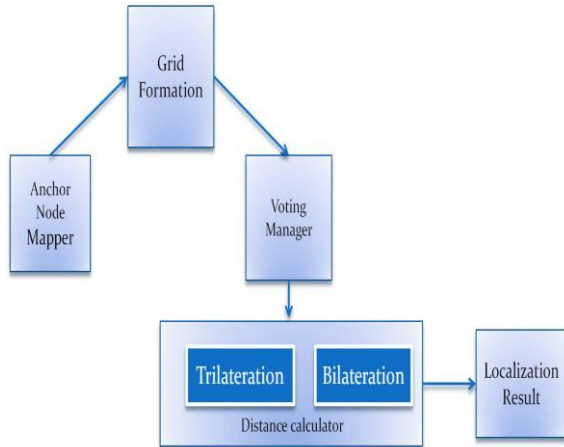 Grid
Formation
Anchor
Node
Mapper
Voting
Manager
Trilateration
Bilateration
Distance calculator
Localization
Result